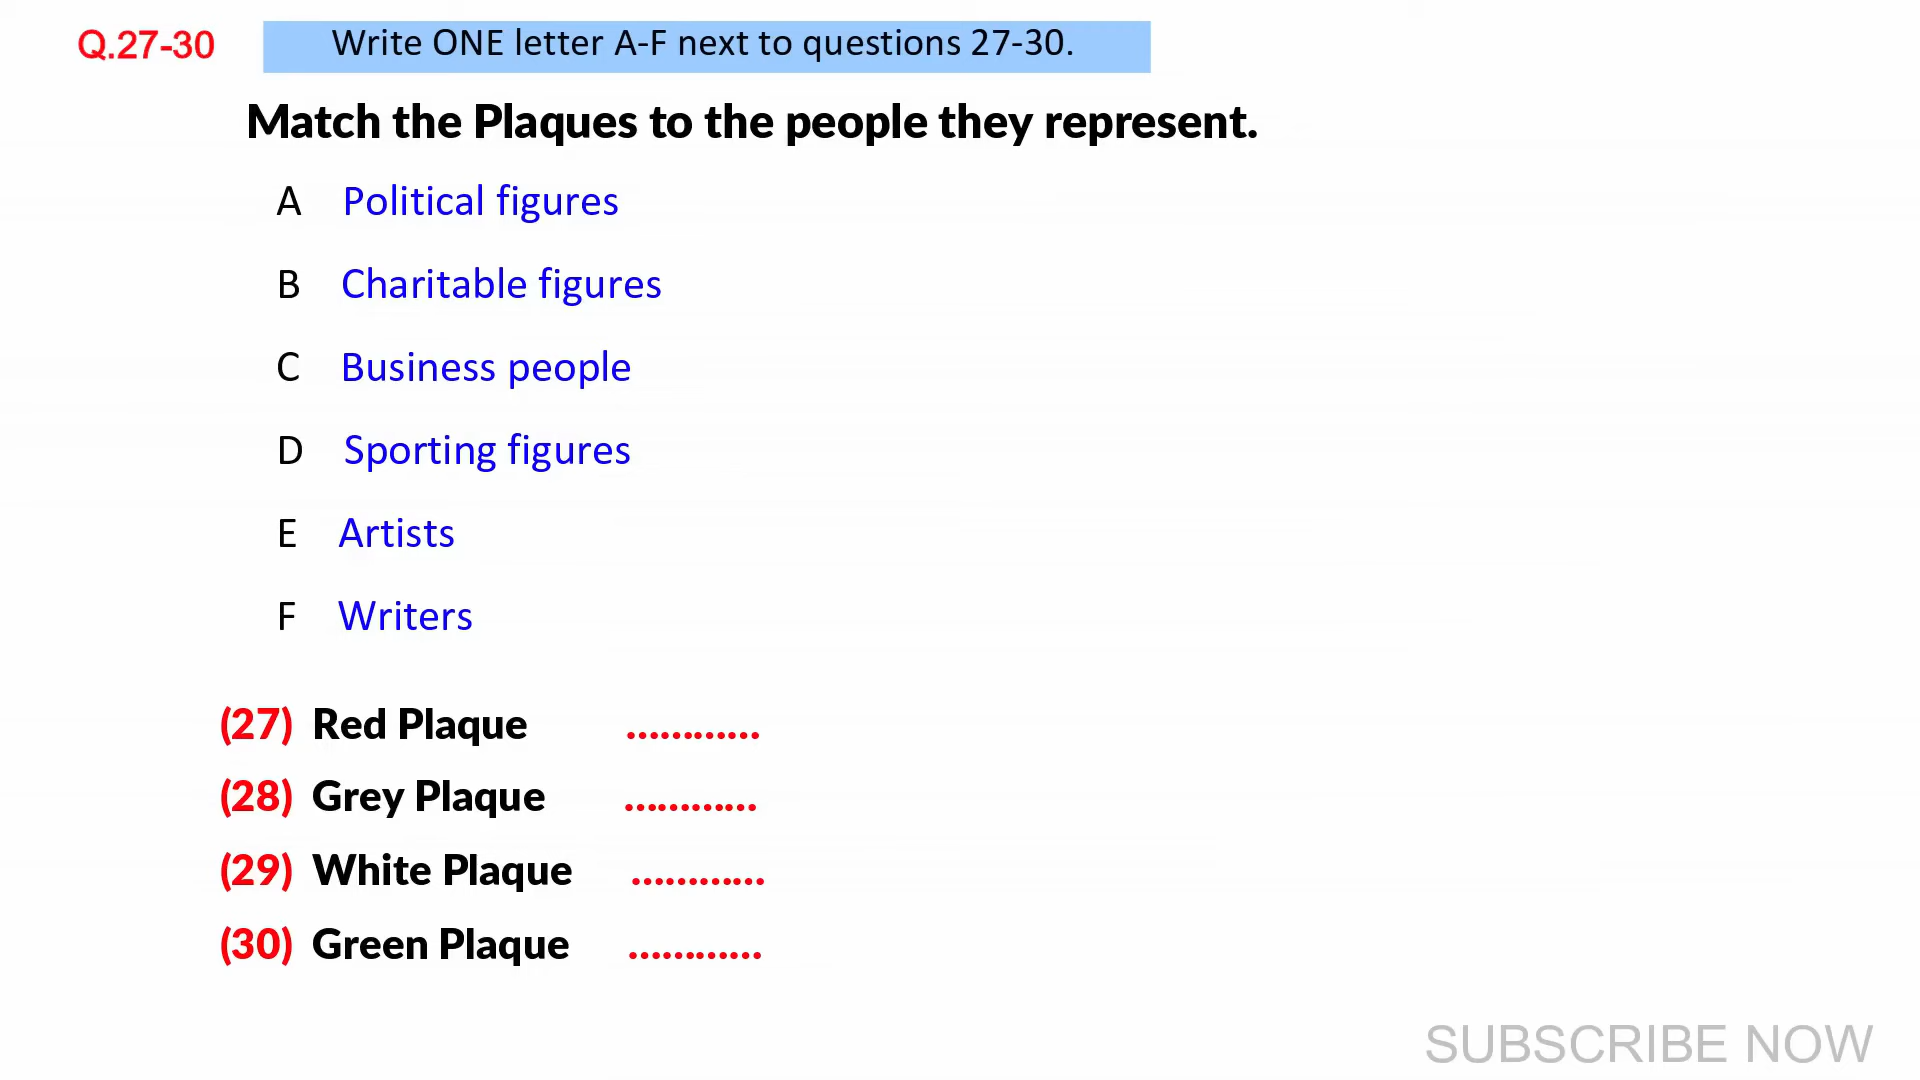 Q.27-30 Write ONE letter A-F next to questions 27-30.
Match the Plaques to the people they represent.
A Political figures
B Charitable figures
C Business people
D Sporting figures
E Artists
F Writers
(27) Red Plaque ............
(28) Grey Plaque ............
(29) White Plaque ............
(30) Green Plaque ............
SUBSCRIBE NOW